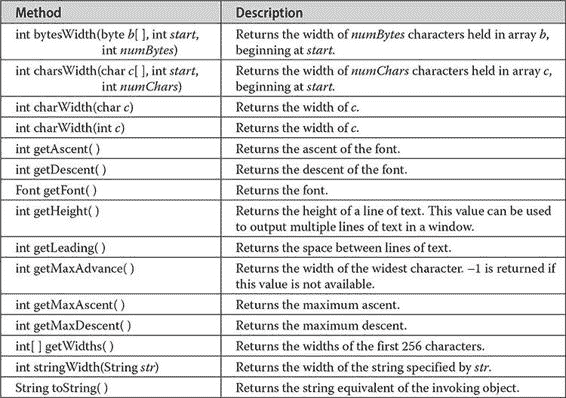 Method Description
int bytesWidth(byte b[ ], int start, Returns the width of numBytes characters held in array b,
int numBytes) beginning at start.
int charsWidth(char c[ ], int start, Returns the width of numChars characters held in array c,
int numChars) beginning at start.
int charWidth(char c) Returns the width of c.
int charWidth(int c) Returns the width of c.
int getAscent( ) Returns the ascent of the font.
int getDescent( ) Returns the descent of the font.
Font getFont( ) Returns the font.
int getHeight( ) Returns the height of a line of text. This value can be used
to output multiple lines of text in a window.
int getLeading( ) Returns the space between lines of text.
int getMaxAdvance( ) Returns the width of the widest character. –1 is returned if
this value is not available.
int getMaxAscent( ) Returns the maximum ascent.
int getMaxDescent( ) Returns the maximum descent.
int[ ] getWidths( ) Returns the widths of the first 256 characters.
int stringWidth(String str) Returns the width of the string specified by str.
String toString( ) Returns the string equivalent of the invoking object.